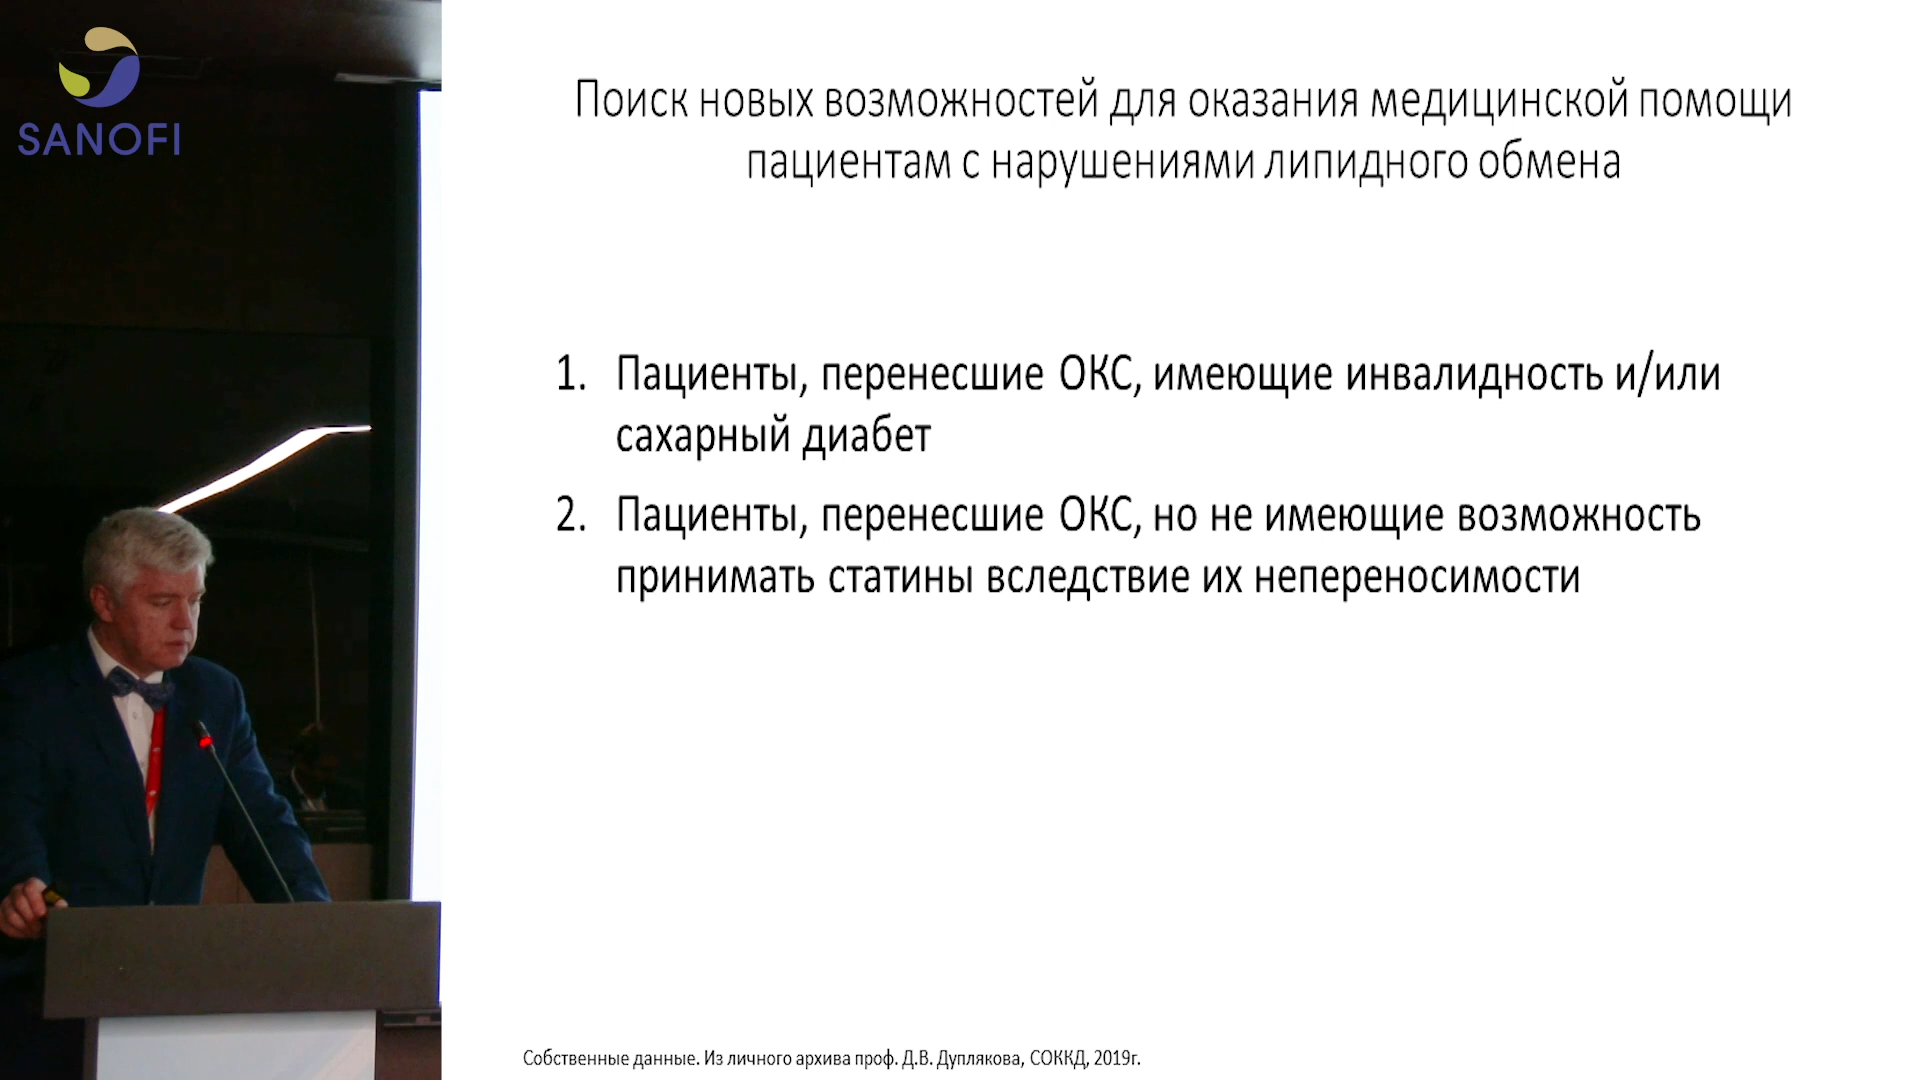 SANOFI
Поиск новых возможностей для оказания медицинской помощи
пациентам с нарушениями липидного обмена
1. Пациенты, перенесшие ОКС, имеющие инвалидность и/или
сахарный диабет
2. Пациенты, перенесшие ОКС, но не имеющие возможность
принимать статины вследствие их непереносимости
Собственные данные. Из личного архива проф. Д.В. Дуплякова, СОККД, 2019г.